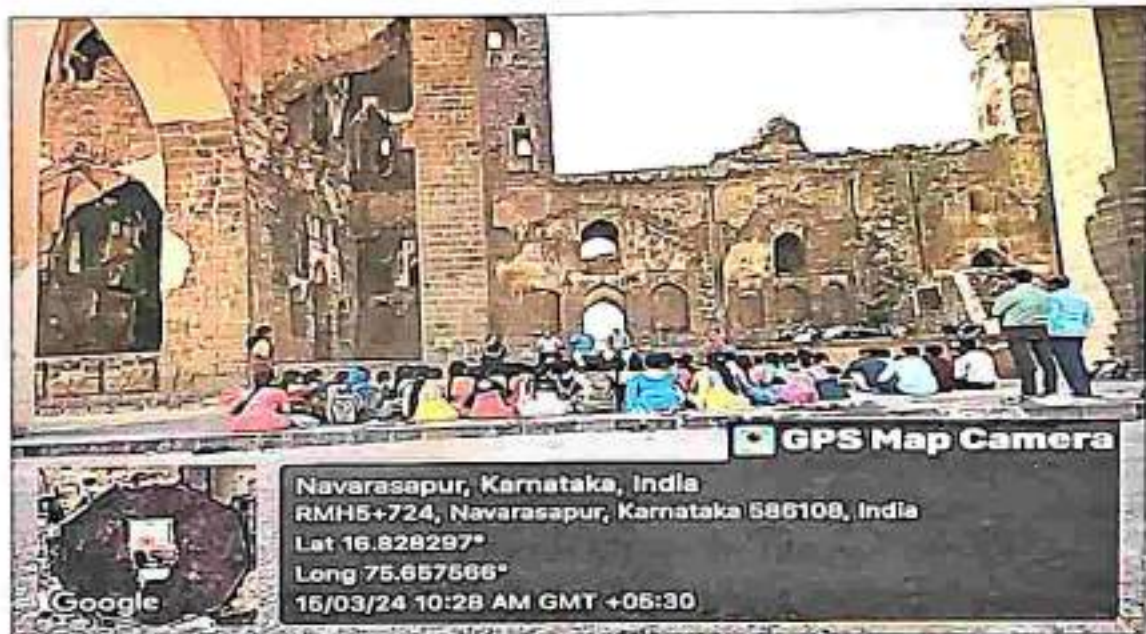 GPS Map Camera
Navarasapur, Karnataka, India
RMH5+724, Navarasapur, Karnataka 586108, India
Lat 16.828297°
Long 75.657566°
15/03/24 10:28 AM GMT +05:30
Google